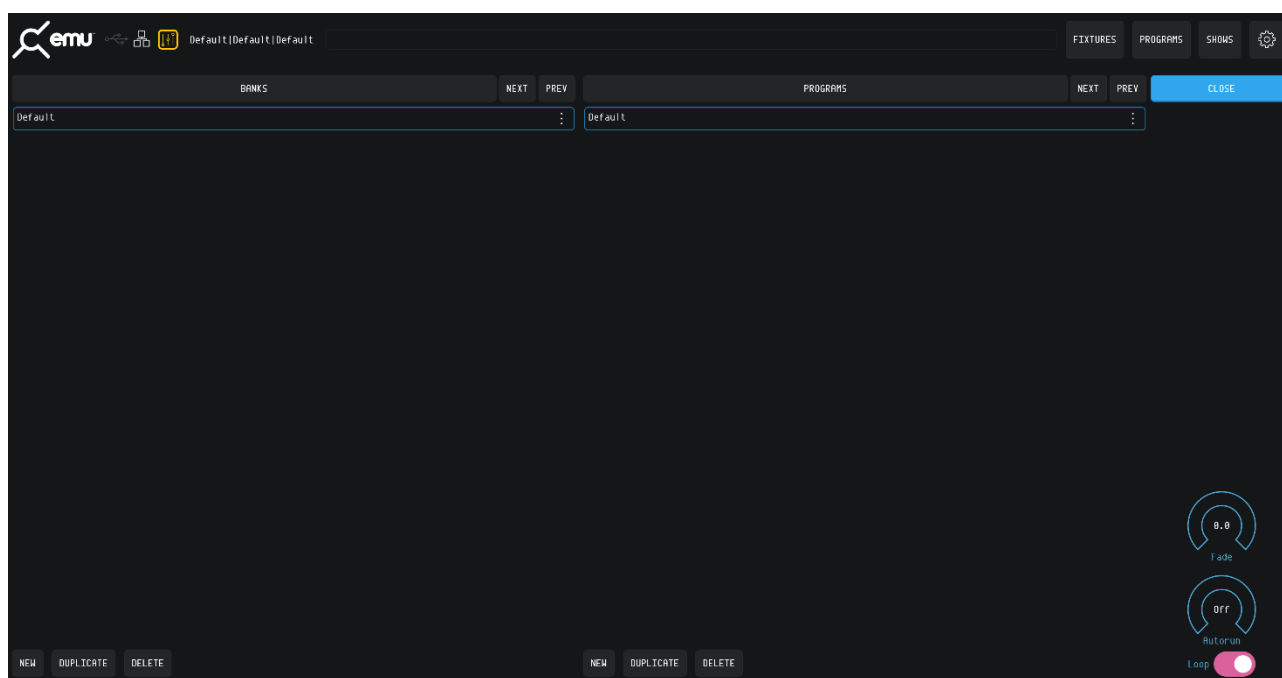 emu Default|Default|Default FIXTURES PROGRAMS SHOWS
BANKS NEXT PREV PROGRAMS NEXT PREV CLOSE
Default Default
0.0
Fade
Off
Autorun
NEW DUPLICATE DELETE NEW DUPLICATE DELETE Loop